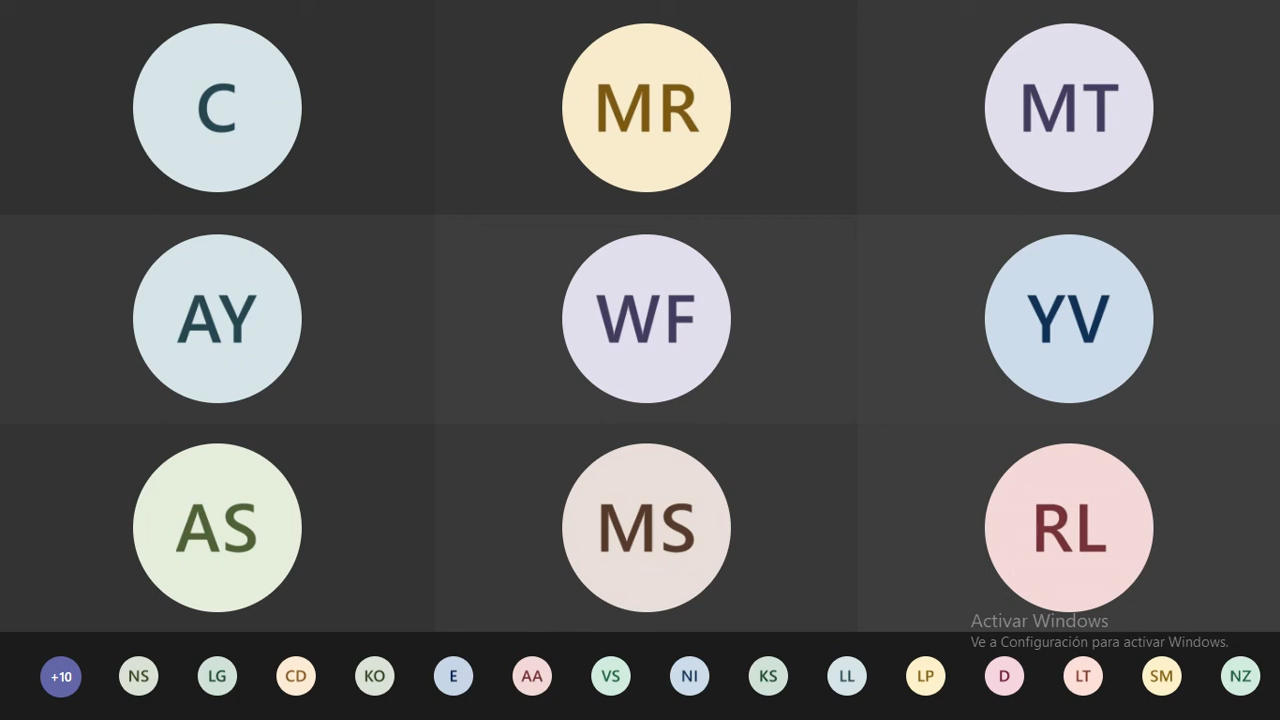 C
MR
MT
AY
WF
YV
AS
MS
RL
Activar Windows
Ve a Configuración para activar Windows.
+10
NS
LG
CD
KO
E
AA
VS
NI
KS
LL
LP
D
LT
SM
NZ